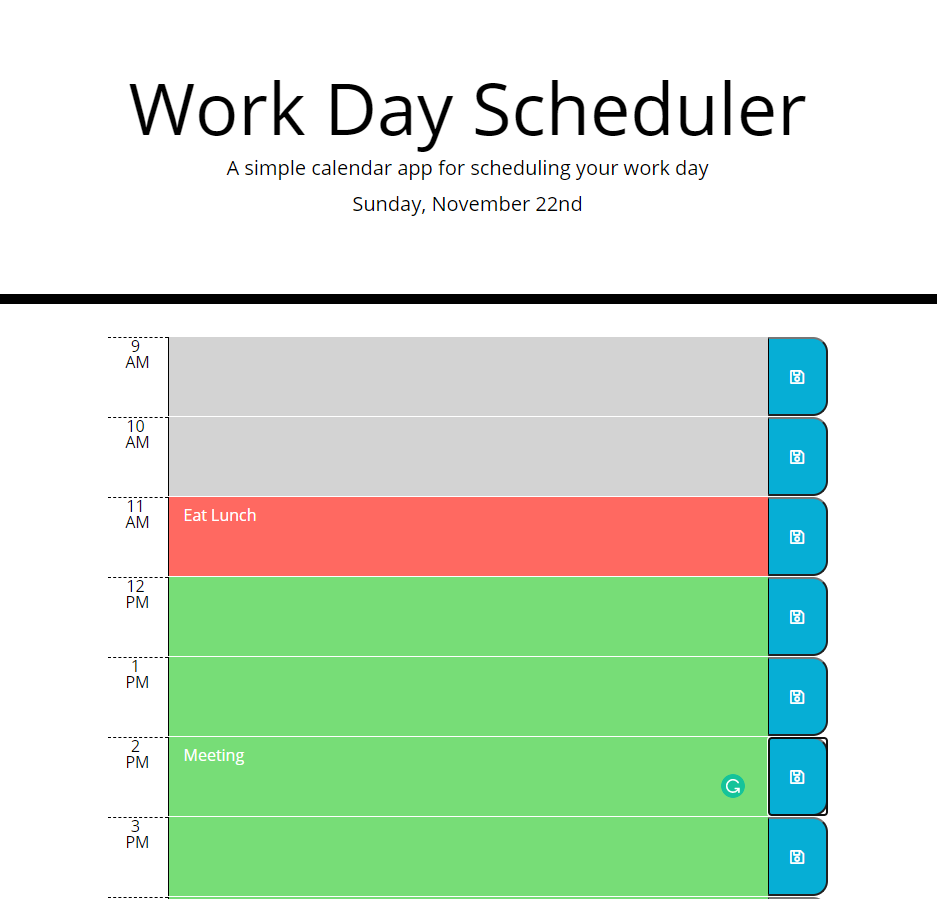 Work Day Scheduler
A simple calendar app for scheduling your work day
Sunday, November 22nd
9
AM
10
AM
11
AM
Eat Lunch
12
PM
1
PM
2
PM
Meeting
3
PM